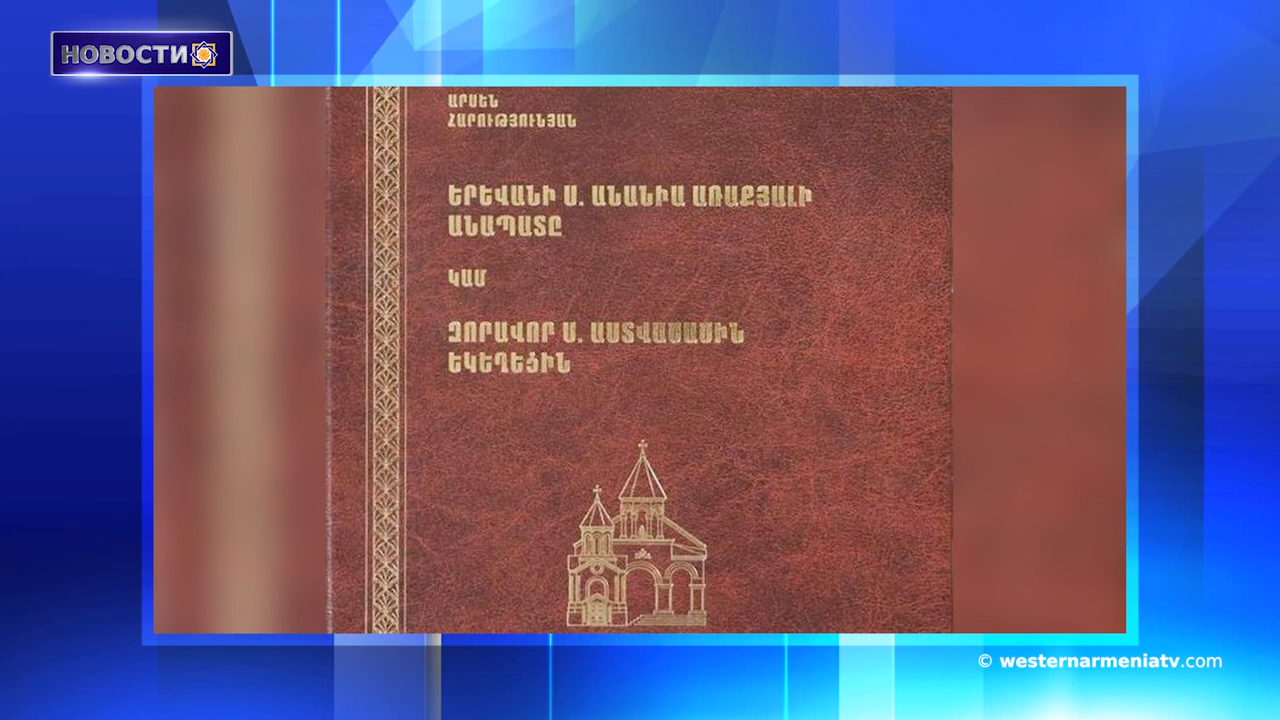 НОВОСТИ
ԱՐՍԵՆ
ՀԱՐՈՒԹՅՈՒՆՅԱՆ
ԵՐԵՎԱՆԻ Ս. ԱՆԱՆԻԱ ԱՌԱՔՅԱԼԻ
ԱՆԱՊԱՏԸ
ԿԱՄ
ԶՈՐԱՎՈՐ Ս. ԱՍՏՎԱԾԱԾԻՆ
ԵԿԵՂԵՑԻՆ
© westernarmeniatv.com